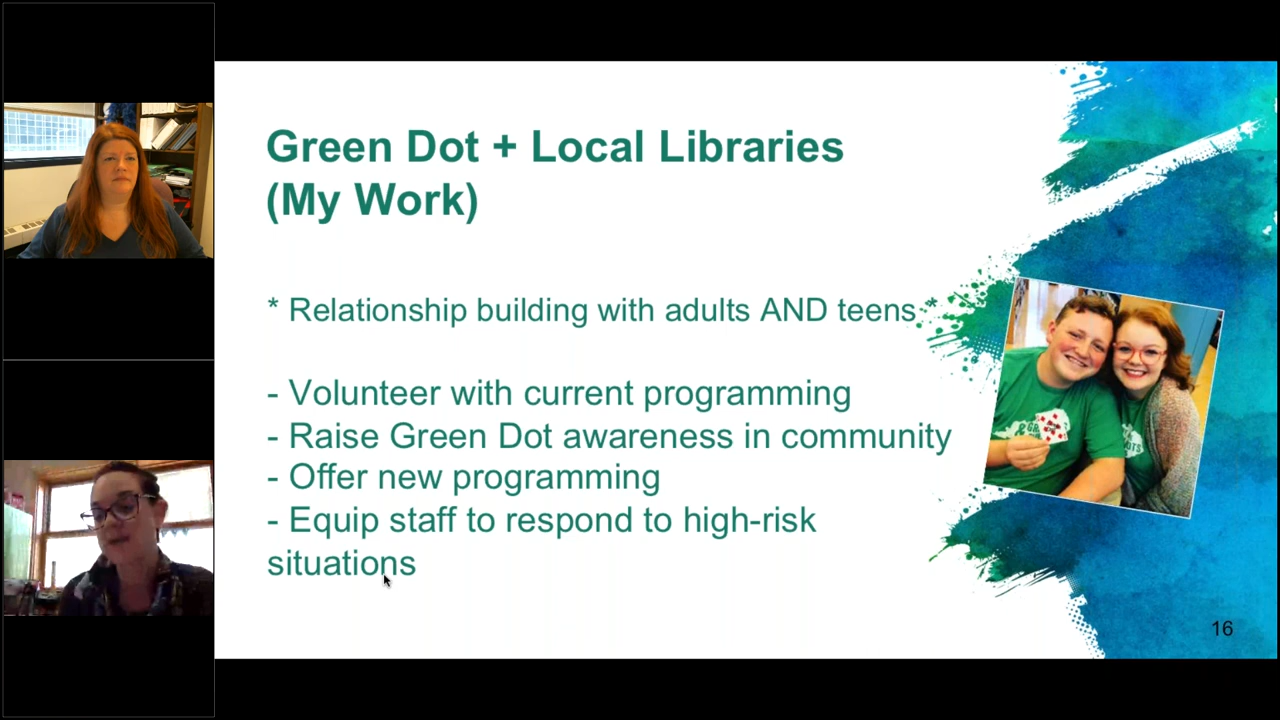 Green Dot + Local Libraries
(My Work)
* Relationship building with adults AND teens *
- Volunteer with current programming
- Raise Green Dot awareness in community
- Offer new programming
- Equip staff to respond to high-risk
situations
16